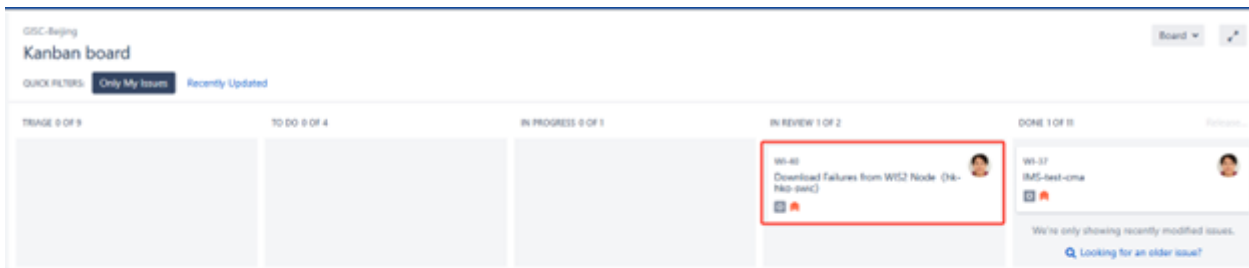 GISC-Beijing
Kanban board
Board
QUICK FILTERS:
Only My Issues
Recently Updated
TRIAGE 0 OF 9
TO DO 0 OF 4
IN PROGRESS 0 OF 1
IN REVIEW 1 OF 2
DONE 1 OF 11
Release...
WI-40
Download Failures from WIS2 Node (hk-
hko-swic)
WI-37
IMS-test-cma
We're only showing recently modified issues.
Looking for an older issue?